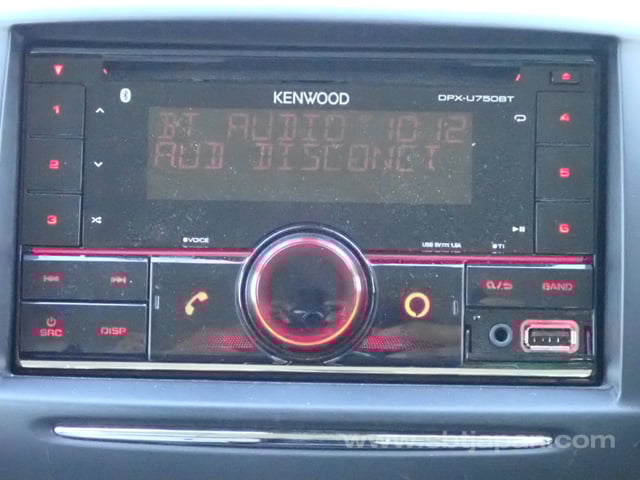 KENWOOD
DPX-U750BT
BT AUDIO 10:12
AUD DISCONCT
1
2
3
4
5
6
VOICE
USB 5V⎓1.5A
BAND
SRC
DISP
www.sbtjapan.com